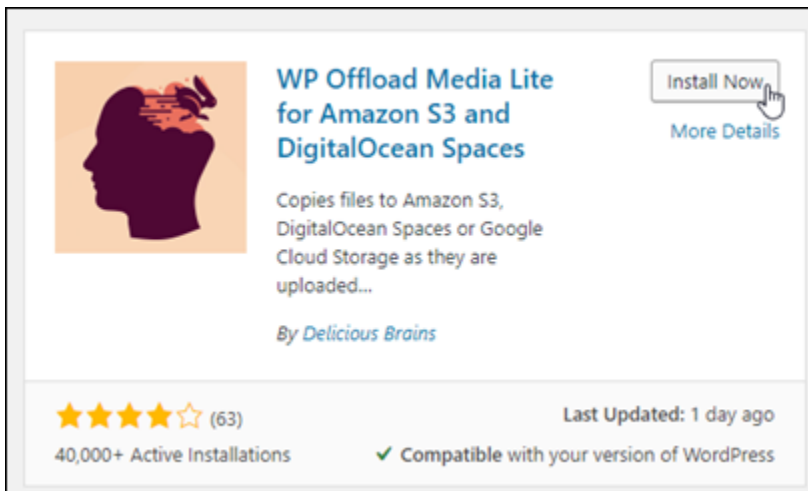 WP Offload Media Lite
for Amazon S3 and
DigitalOcean Spaces
Install Now
More Details
Copies files to Amazon S3,
DigitalOcean Spaces or Google
Cloud Storage as they are
uploaded...
By Delicious Brains
(63)
Last Updated: 1 day ago
40,000+ Active Installations
Compatible with your version of WordPress